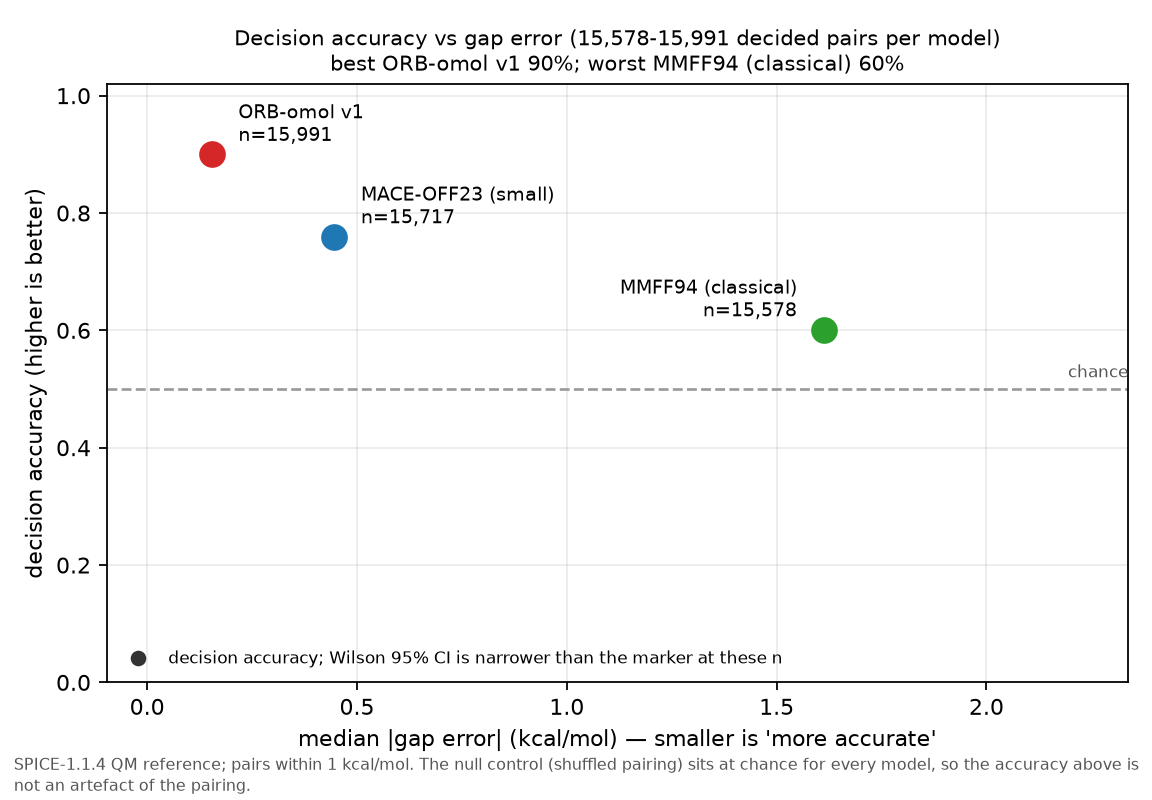 Decision accuracy vs gap error (15,578-15,991 decided pairs per model)
best ORB-omol v1 90%; worst MMFF94 (classical) 60%
decision accuracy (higher is better)
1.0
0.8
0.6
0.4
0.2
0.0
ORB-omol v1
n=15,991
MACE-OFF23 (small)
n=15,717
MMFF94 (classical)
n=15,578
chance
decision accuracy; Wilson 95% CI is narrower than the marker at these n
0.0 0.5 1.0 1.5 2.0
median |gap error| (kcal/mol) — smaller is 'more accurate'
SPICE-1.1.4 QM reference; pairs within 1 kcal/mol. The null control (shuffled pairing) sits at chance for every model, so the accuracy above is
not an artefact of the pairing.